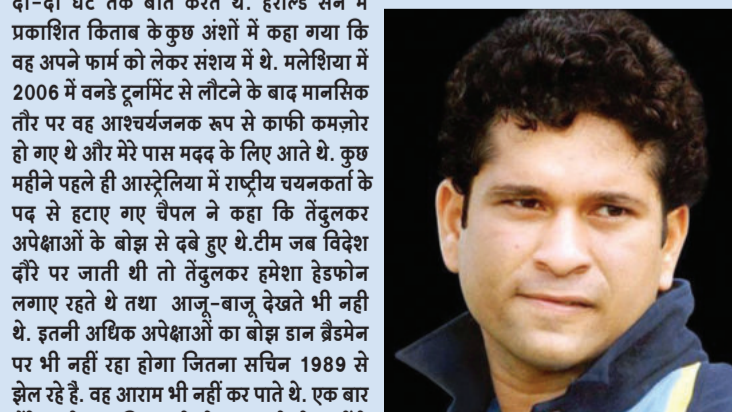 दो-दो घंटे तक बात करते थे. हेराल्ड सन में
प्रकाशित किताब के कुछ अंशों में कहा गया कि
वह अपने फार्म को लेकर संशय में थे. मलेशिया में
2006 में वनडे टूर्नामेंट से लौटने के बाद मानसिक
तौर पर वह आश्चर्यजनक रूप से काफी कमज़ोर
हो गए थे और मेरे पास मदद के लिए आते थे. कुछ
महीने पहले ही आस्ट्रेलिया में राष्ट्रीय चयनकर्ता के
पद से हटाए गए चैपल ने कहा कि तेंदुलकर
अपेक्षाओं के बोझ से दबे हुए थे.टीम जब विदेश
दौरे पर जाती थी तो तेंदुलकर हमेशा हेडफोन
लगाए रहते थे तथा आजू-बाजू देखते भी नही
थे. इतनी अधिक अपेक्षाओं का बोझ डान ब्रैडमेन
पर भी नहीं रहा होगा जितना सचिन 1989 से
झेल रहे है. वह आराम भी नहीं कर पाते थे. एक बार